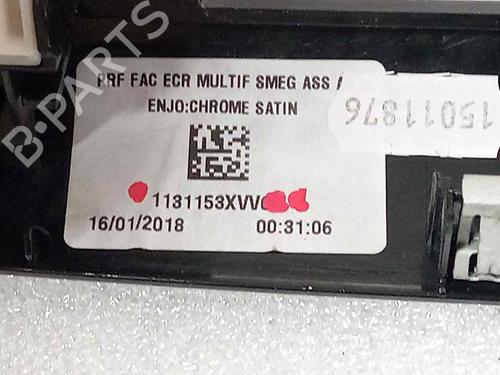 PRF FAC ECR MULTIF SMEG ASS
ENJO:CHROME SATIN
1131153XVV
16/01/2018 00:31:06
15011876
B-PARTS